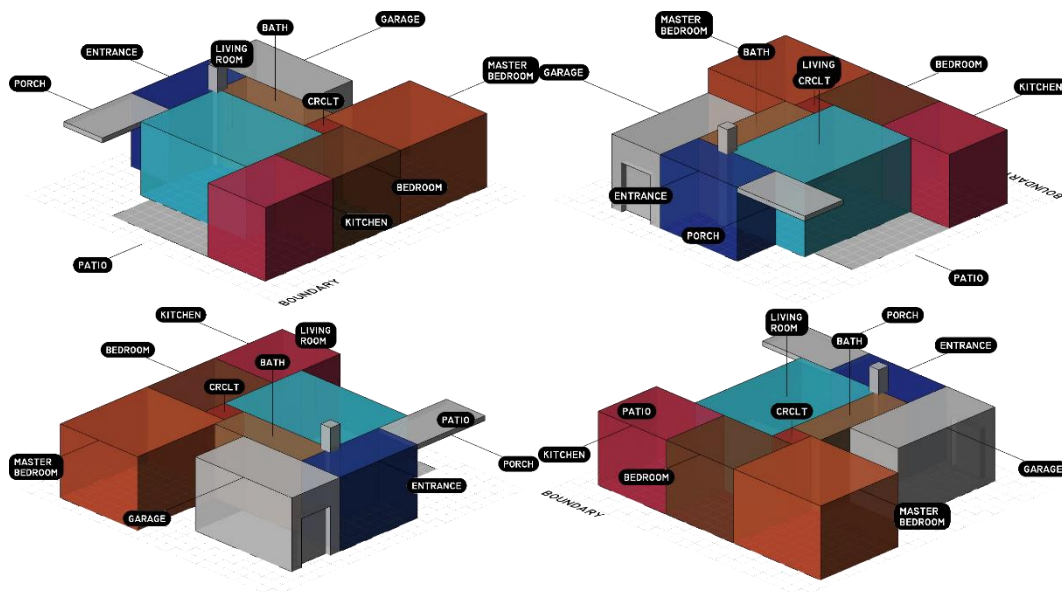 GARAGE
BATH
ENTRANCE
LIVING
ROOM
PORCH
MASTER
BEDROOM
CRCLT
BEDROOM
KITCHEN
PATIO
BOUNDARY
MASTER
BEDROOM
BATH
LIVING
CRCLT
BEDROOM
GARAGE
KITCHEN
ENTRANCE
PORCH
PATIO
BOUNDARY
KITCHEN
LIVING
ROOM
BEDROOM
BATH
CRCLT
PATIO
MASTER
BEDROOM
PORCH
ENTRANCE
GARAGE
LIVING
ROOM
PORCH
BATH
ENTRANCE
PATIO
CRCLT
KITCHEN
BEDROOM
GARAGE
BOUNDARY
MASTER
BEDROOM